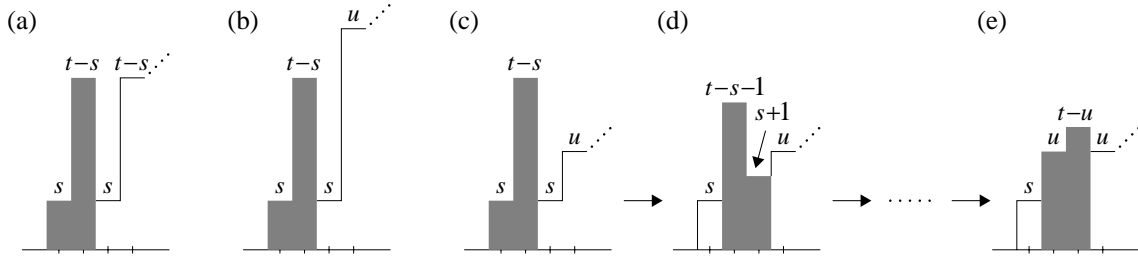 (a) (b) (c) (d) (e)
t−s t−s s s
t−s u s s
t−s u s s
t−s−1 s+1 u s
t−u u u s